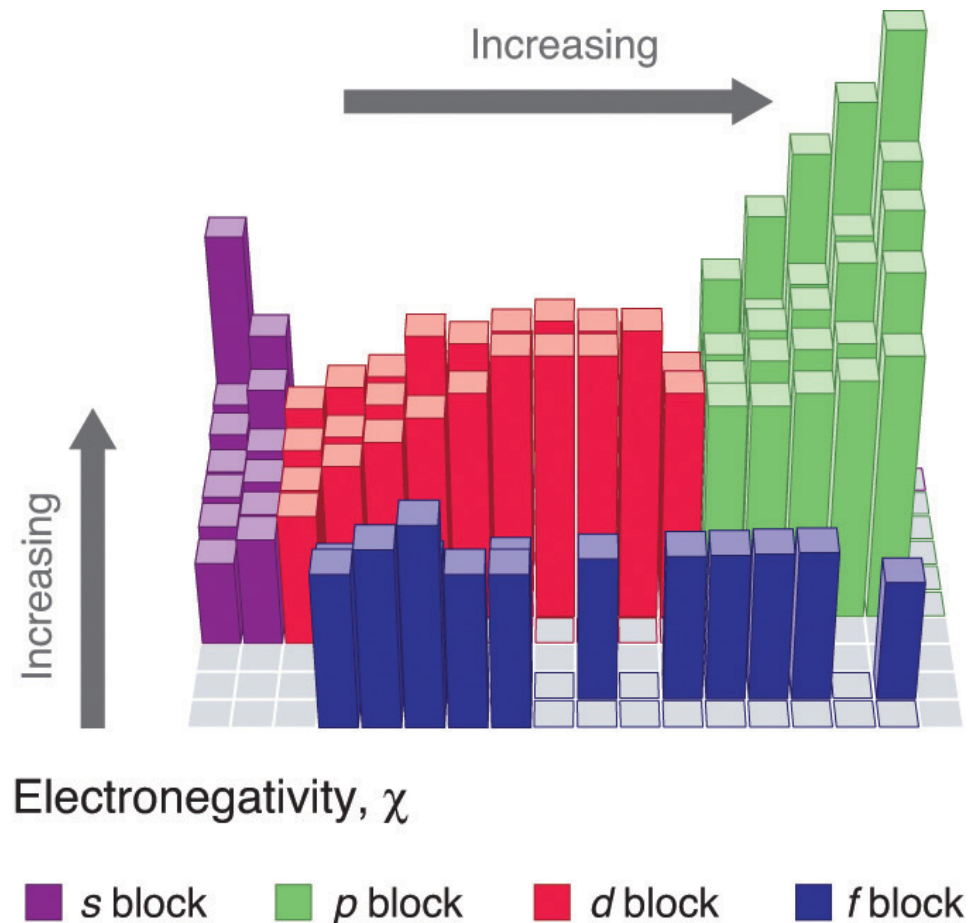 Increasing
Increasing
Electronegativity, χ
s block
p block
d block
f block